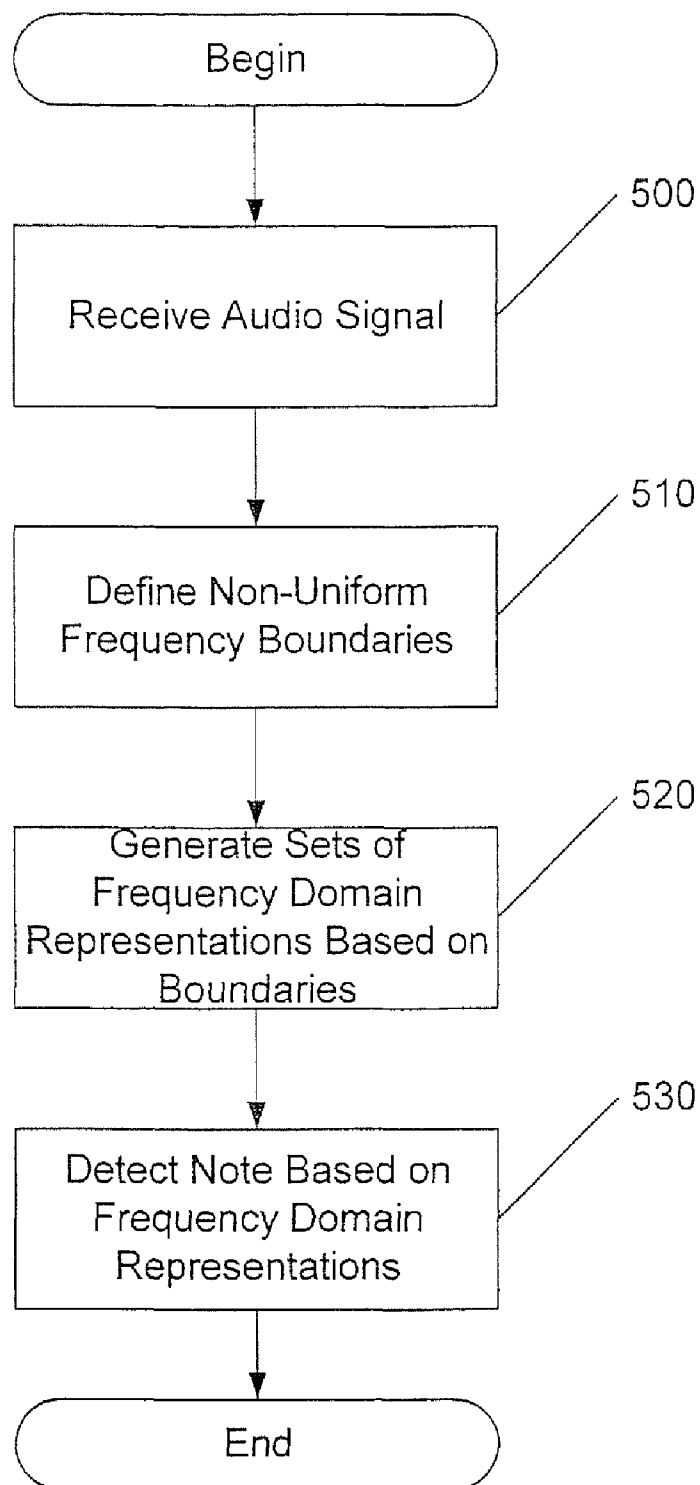 Begin
500
Receive Audio Signal
510
Define Non-Uniform
Frequency Boundaries
520
Generate Sets of
Frequency Domain
Representations Based on
Boundaries
530
Detect Note Based on
Frequency Domain
Representations
End